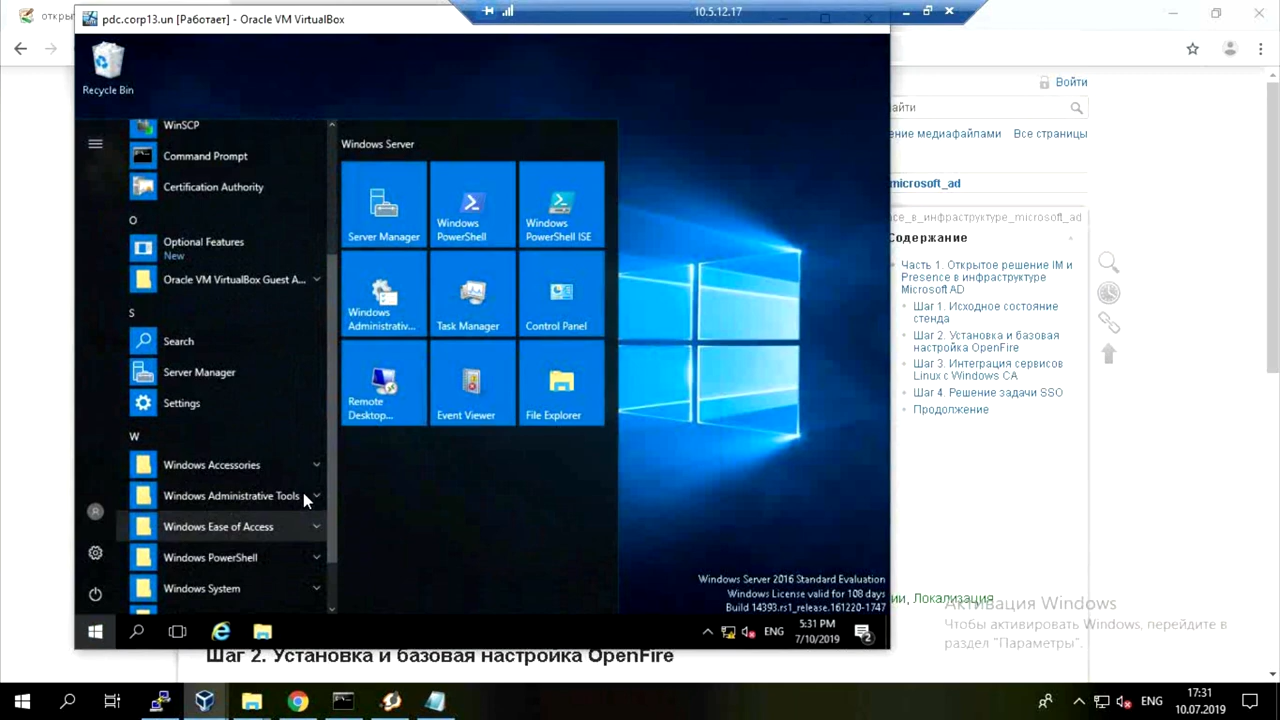 открыт
pdc.corp13.un [Работает] - Oracle VM VirtualBox
10.5.12.17
Recycle Bin
WinSCP
Command Prompt
Certification Authority
O
Optional Features
New
Oracle VM VirtualBox Guest A...
S
Search
Server Manager
Settings
W
Windows Accessories
Windows Administrative Tools
Windows Ease of Access
Windows PowerShell
Windows System
Windows Server
Server Manager
Windows
PowerShell
Windows
PowerShell ISE
Windows
Administrativ...
Task Manager
Control Panel
Remote
Desktop...
Event Viewer
File Explorer
Windows Server 2016 Standard Evaluation
Windows License valid for 108 days
Build 14393.rs1_release.161220-1747
ENG
5:31 PM
7/10/2019
2
Войти
айти
ение медиафайлами
Все страницы
microsoft_ad
се_в_инфраструктуре_microsoft_ad
Содержание
Часть 1. Открытое решение IM и
Presence в инфраструктуре
Microsoft AD
Шаг 1. Исходное состояние
стенда
Шаг 2. Установка и базовая
настройка OpenFire
Шаг 3. Интеграция сервисов
Linux с Windows CA
Шаг 4. Решение задачи SSO
Продолжение
ии, Локализация
Активация Windows
Чтобы активировать Windows, перейдите в
раздел "Параметры".
Шаг 2. Установка и базовая настройка OpenFire
ENG
17:31
10.07.2019